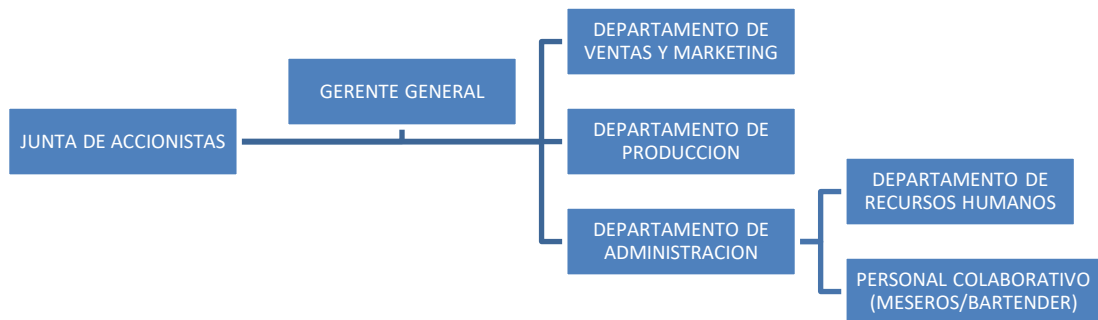 JUNTA DE ACCIONISTAS
GERENTE GENERAL
DEPARTAMENTO DE
VENTAS Y MARKETING
DEPARTAMENTO DE
PRODUCCION
DEPARTAMENTO DE
ADMINISTRACION
DEPARTAMENTO DE
RECURSOS HUMANOS
PERSONAL COLABORATIVO
(MESEROS/BARTENDER)